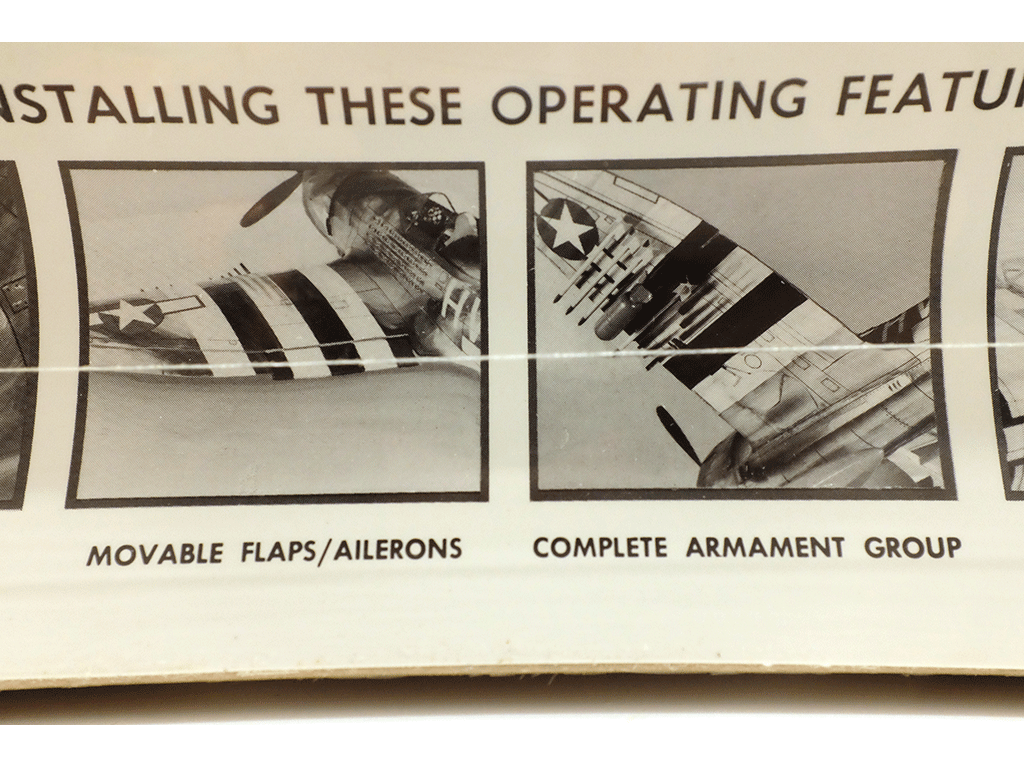 NSTALLING THESE OPERATING FEATU
MOVABLE FLAPS/AILERONS
COMPLETE ARMAMENT GROUP